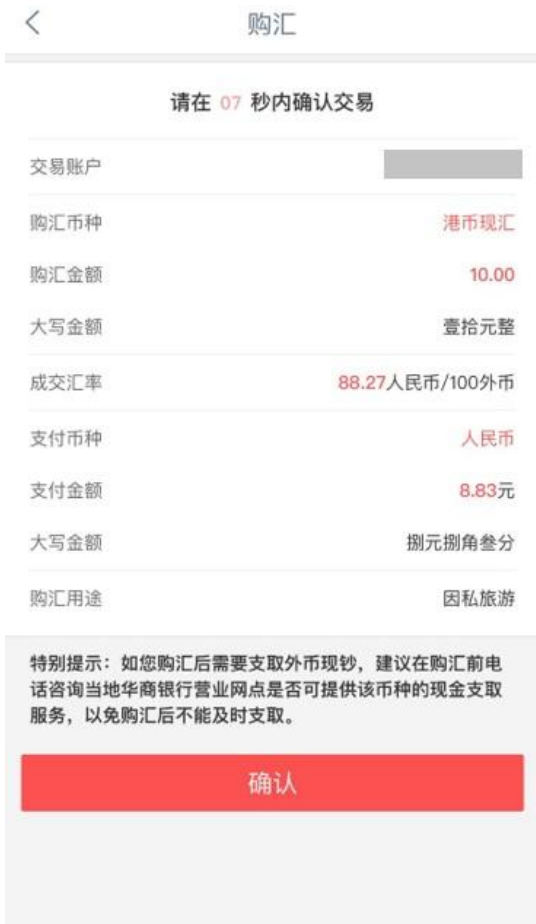 购汇
请在 07 秒内确认交易
交易账户
购汇币种 港币现汇
购汇金额 10.00
大写金额 壹拾元整
成交汇率 88.27人民币/100外币
支付币种 人民币
支付金额 8.83元
大写金额 捌元捌角叁分
购汇用途 因私旅游
特别提示：如您购汇后需要支取外币现钞，建议在购汇前电
话咨询当地华商银行营业网点是否可提供该币种的现金支取
服务，以免购汇后不能及时支取。
确认